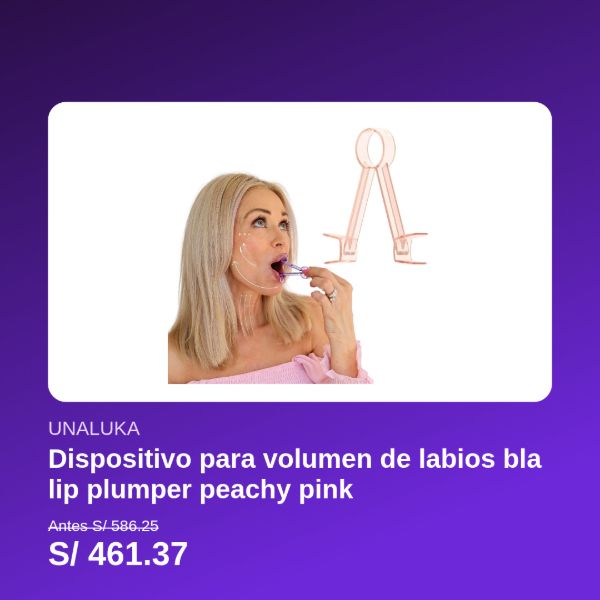 UNALUKA
Dispositivo para volumen de labios bla
lip plumper peachy pink
Antes S/ 586.25
S/ 461.37